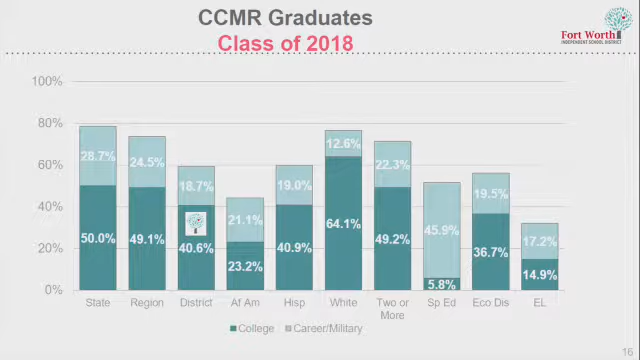 CCMR Graduates
Class of 2018
Fort Worth
INDEPENDENT SCHOOL DISTRICT
100%
80%
60%
40%
20%
0%
28.7% 24.5% 18.7% 21.1% 19.0% 12.6% 22.3% 45.9% 19.5% 17.2%
50.0% 49.1% 40.6% 23.2% 40.9% 64.1% 49.2% 5.8% 36.7% 14.9%
State Region District Af Am Hisp White Two or More Sp Ed Eco Dis EL
College Career/Military
16